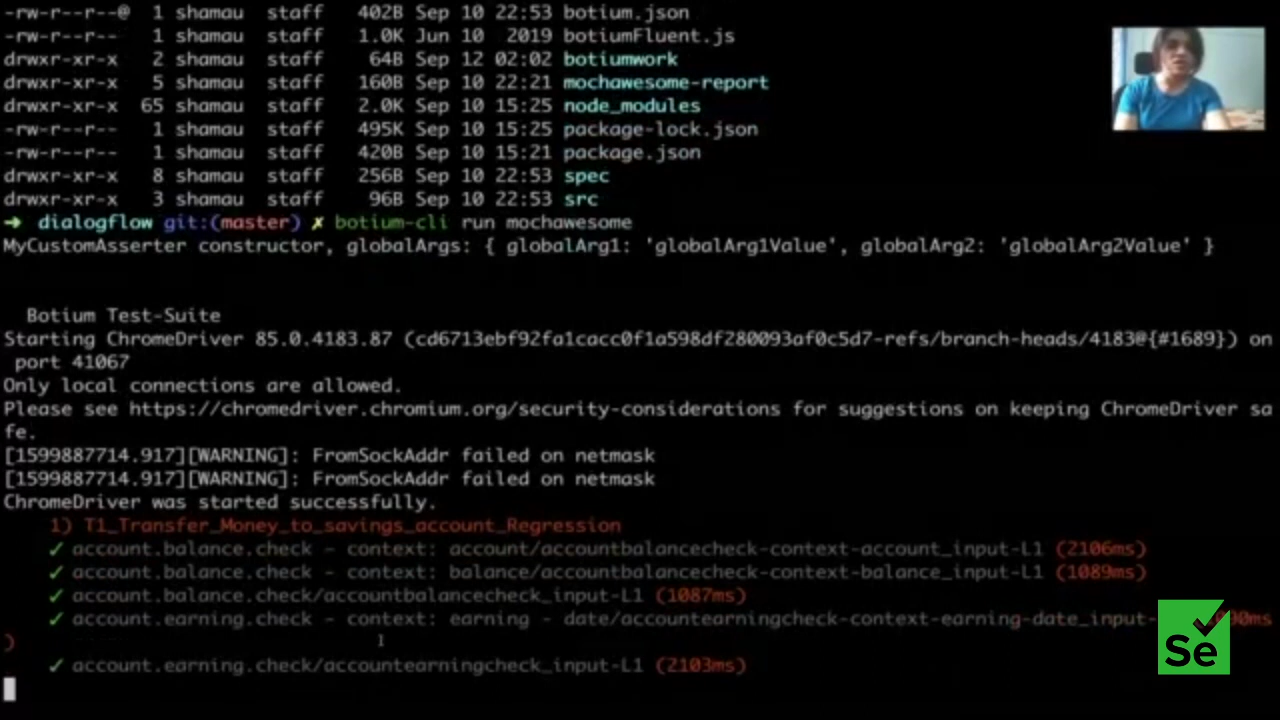 -rw-r--r--@ 1 shamau staff 402B Sep 10 22:53 botium.json
-rw-r--r-- 1 shamau staff 1.0K Jun 10 2019 botiumFluent.js
drwxr-xr-x 2 shamau staff 64B Sep 12 02:02 botiumwork
drwxr-xr-x 5 shamau staff 160B Sep 10 22:21 mochawesome-report
drwxr-xr-x 65 shamau staff 2.0K Sep 10 15:25 node_modules
-rw-r--r-- 1 shamau staff 495K Sep 10 15:25 package-lock.json
-rw-r--r-- 1 shamau staff 420B Sep 10 15:21 package.json
drwxr-xr-x 8 shamau staff 256B Sep 10 22:53 spec
drwxr-xr-x 3 shamau staff 96B Sep 10 22:53 src
➜ dialogflow git:(master) ✗ botium-cli run mochawesome
MyCustomAsserter constructor, globalArgs: { globalArg1: 'globalArg1Value', globalArg2: 'globalArg2Value' }
Botium Test-Suite
Starting ChromeDriver 85.0.4183.87 (cd6713ebf92fa1cacc0f1a598df280093af0c5d7-refs/branch-heads/4183@{#1689}) on
port 41067
Only local connections are allowed.
Please see https://chromedriver.chromium.org/security-considerations for suggestions on keeping ChromeDriver sa
fe.
[1599887714.917][WARNING]: FromSockAddr failed on netmask
[1599887714.917][WARNING]: FromSockAddr failed on netmask
ChromeDriver was started successfully.
1) T1_Transfer_Money_to_savings_account_Regression
✓ account.balance.check - context: account/accountbalancecheck-context-account_input-L1 (2106ms)
✓ account.balance.check - context: balance/accountbalancecheck-context-balance_input-L1 (1089ms)
✓ account.balance.check/accountbalancecheck_input-L1 (1087ms)
✓ account.earning.check - context: earning - date/accountearningcheck-context-earning-date_input-
)
✓ account.earning.check/accountearningcheck_input-L1 (2103ms)
Se